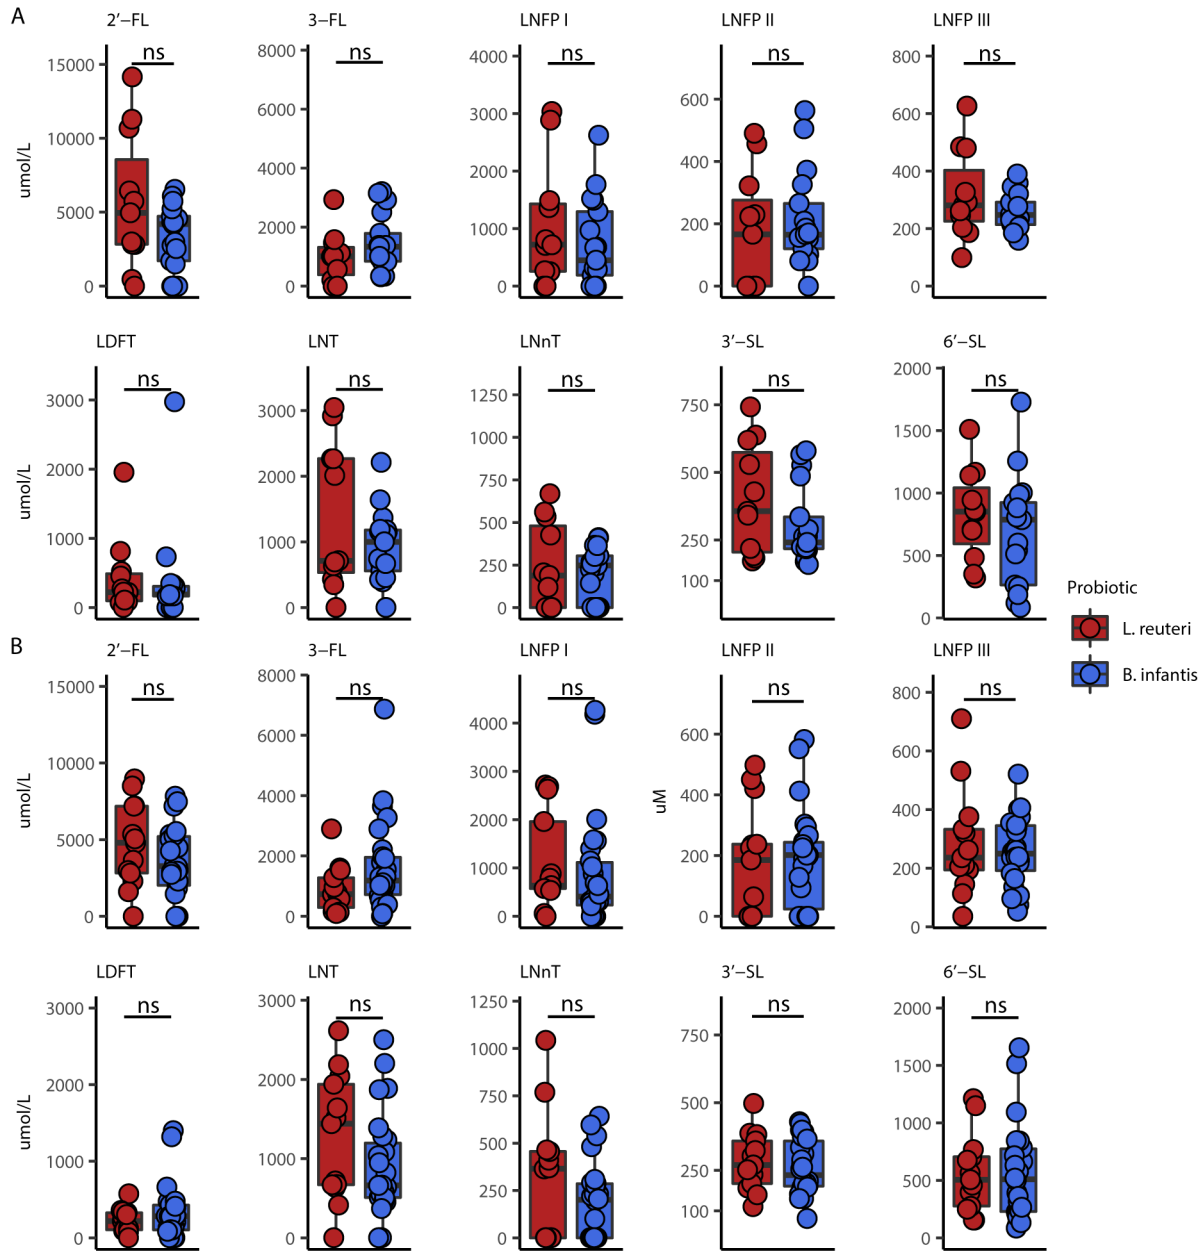 A
2′–FL
3–FL
LNFP I
LNFP II
LNFP III
umol/L
15000
10000
5000
0
ns
8000
6000
4000
2000
0
ns
4000
3000
2000
1000
0
ns
600
400
200
0
ns
800
600
400
200
0
ns
LDFT
LNT
LNnT
3′–SL
6′–SL
umol/L
3000
2000
1000
0
ns
3000
2000
1000
0
ns
1250
1000
750
500
250
0
ns
750
500
250
100
ns
2000
1500
1000
500
0
ns
Probiotic
L. reuteri
B. infantis
B
2′–FL
3–FL
LNFP I
LNFP II
LNFP III
umol/L
15000
10000
5000
0
ns
8000
6000
4000
2000
0
ns
4000
3000
2000
1000
0
ns
uM
600
400
200
0
ns
800
600
400
200
0
ns
LDFT
LNT
LNnT
3′–SL
6′–SL
umol/L
3000
2000
1000
0
ns
3000
2000
1000
0
ns
1250
1000
750
500
250
0
ns
750
500
250
100
ns
2000
1500
1000
500
0
ns